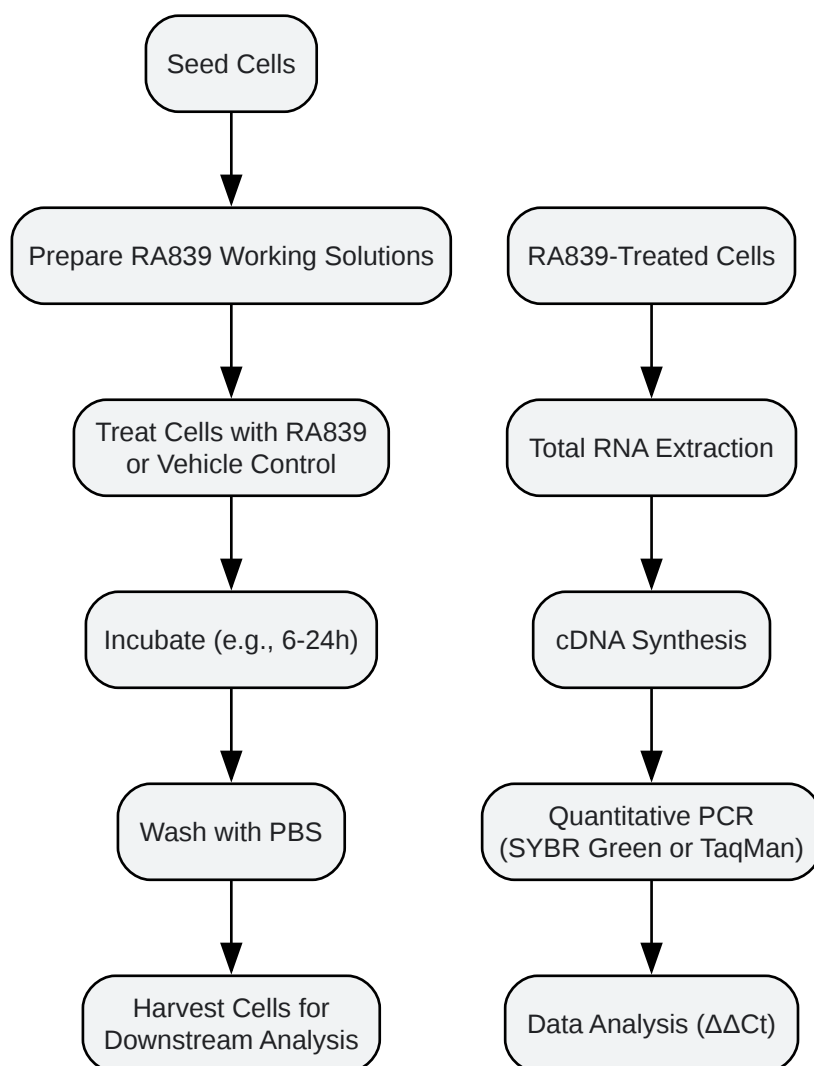 Seed Cells
Prepare RA839 Working Solutions
Treat Cells with RA839
or Vehicle Control
Incubate (e.g., 6-24h)
Wash with PBS
Harvest Cells for
Downstream Analysis
RA839-Treated Cells
Total RNA Extraction
cDNA Synthesis
Quantitative PCR
(SYBR Green or TaqMan)
Data Analysis (ΔΔCt)